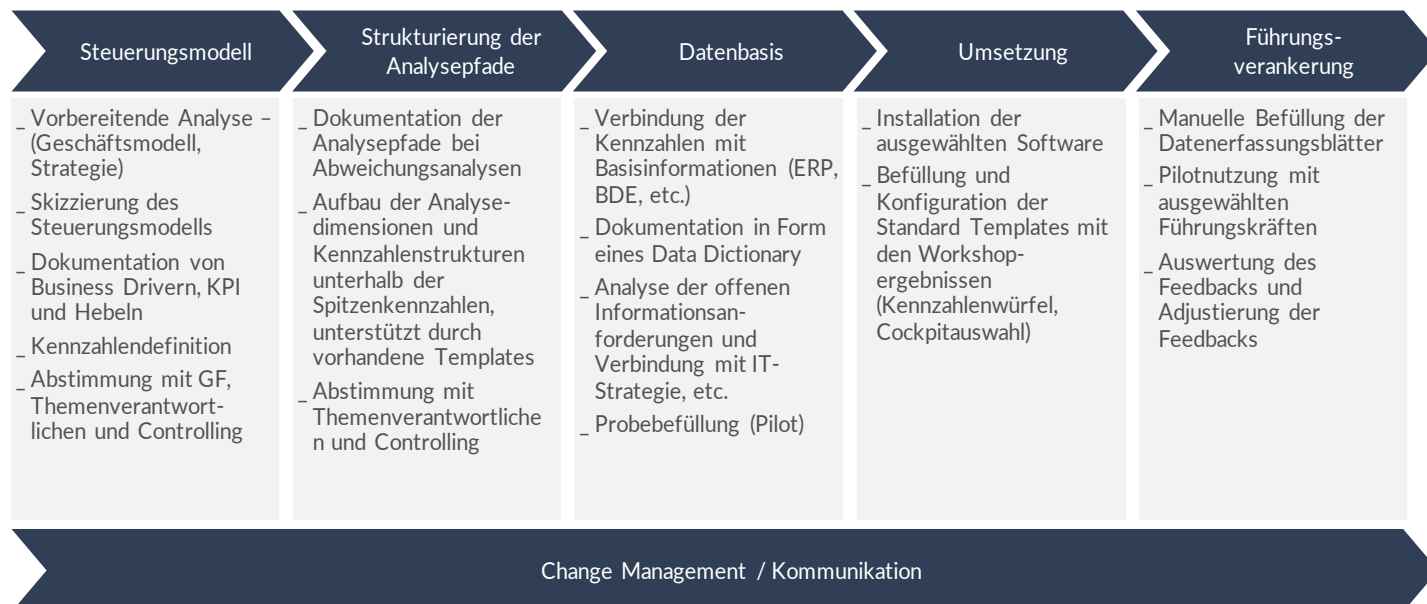 Steuerungsmodell
Strukturierung der
Analysepfade
Datenbasis
Umsetzung
Führungs-
verankerung
_ Vorbereitende Analyse –
(Geschäftsmodell,
Strategie)
_ Skizzierung des
Steuerungsmodells
_ Dokumentation von
Business Drivern, KPI
und Hebeln
_ Kennzahlendefinition
_ Abstimmung mit GF,
Themenverantwort-
lichen und Controlling
_ Dokumentation der
Analysepfade bei
Abweichungsanalysen
_ Aufbau der Analyse-
dimensionen und
Kennzahlenstrukturen
unterhalb der
Spitzenkennzahlen,
unterstützt durch
vorhandene Templates
_ Abstimmung mit
Themenverantwortliche
n und Controlling
_ Verbindung der
Kennzahlen mit
Basisinformationen (ERP,
BDE, etc.)
_ Dokumentation in Form
eines Data Dictionary
_ Analyse der offenen
Informationsan-
forderungen und
Verbindung mit IT-
Strategie, etc.
_ Probebefüllung (Pilot)
_ Installation der
ausgewählten Software
_ Befüllung und
Konfiguration der
Standard Templates mit
den Workshop-
ergebnissen
(Kennzahlenwürfel,
Cockpitauswahl)
_ Manuelle Befüllung der
Datenerfassungsblätter
_ Pilotnutzung mit
ausgewählten
Führungskräften
_ Auswertung des
Feedbacks und
Adjustierung der
Feedbacks
Change Management / Kommunikation